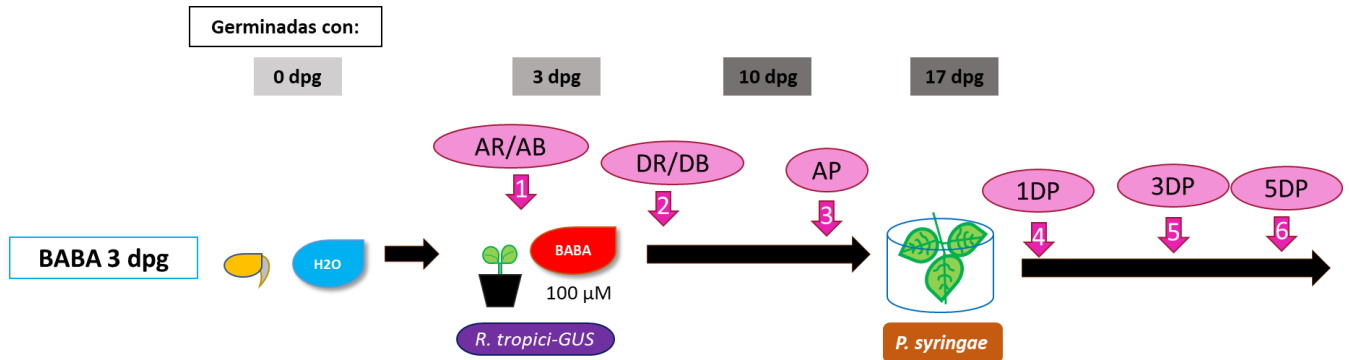 Germinadas con:
0 dpg
3 dpg
10 dpg
17 dpg
AR/AB
DR/DB
AP
1DP
3DP
5DP
1
2
3
4
5
6
BABA 3 dpg
H2O
BABA
100 µM
R. tropici-GUS
P. syringae